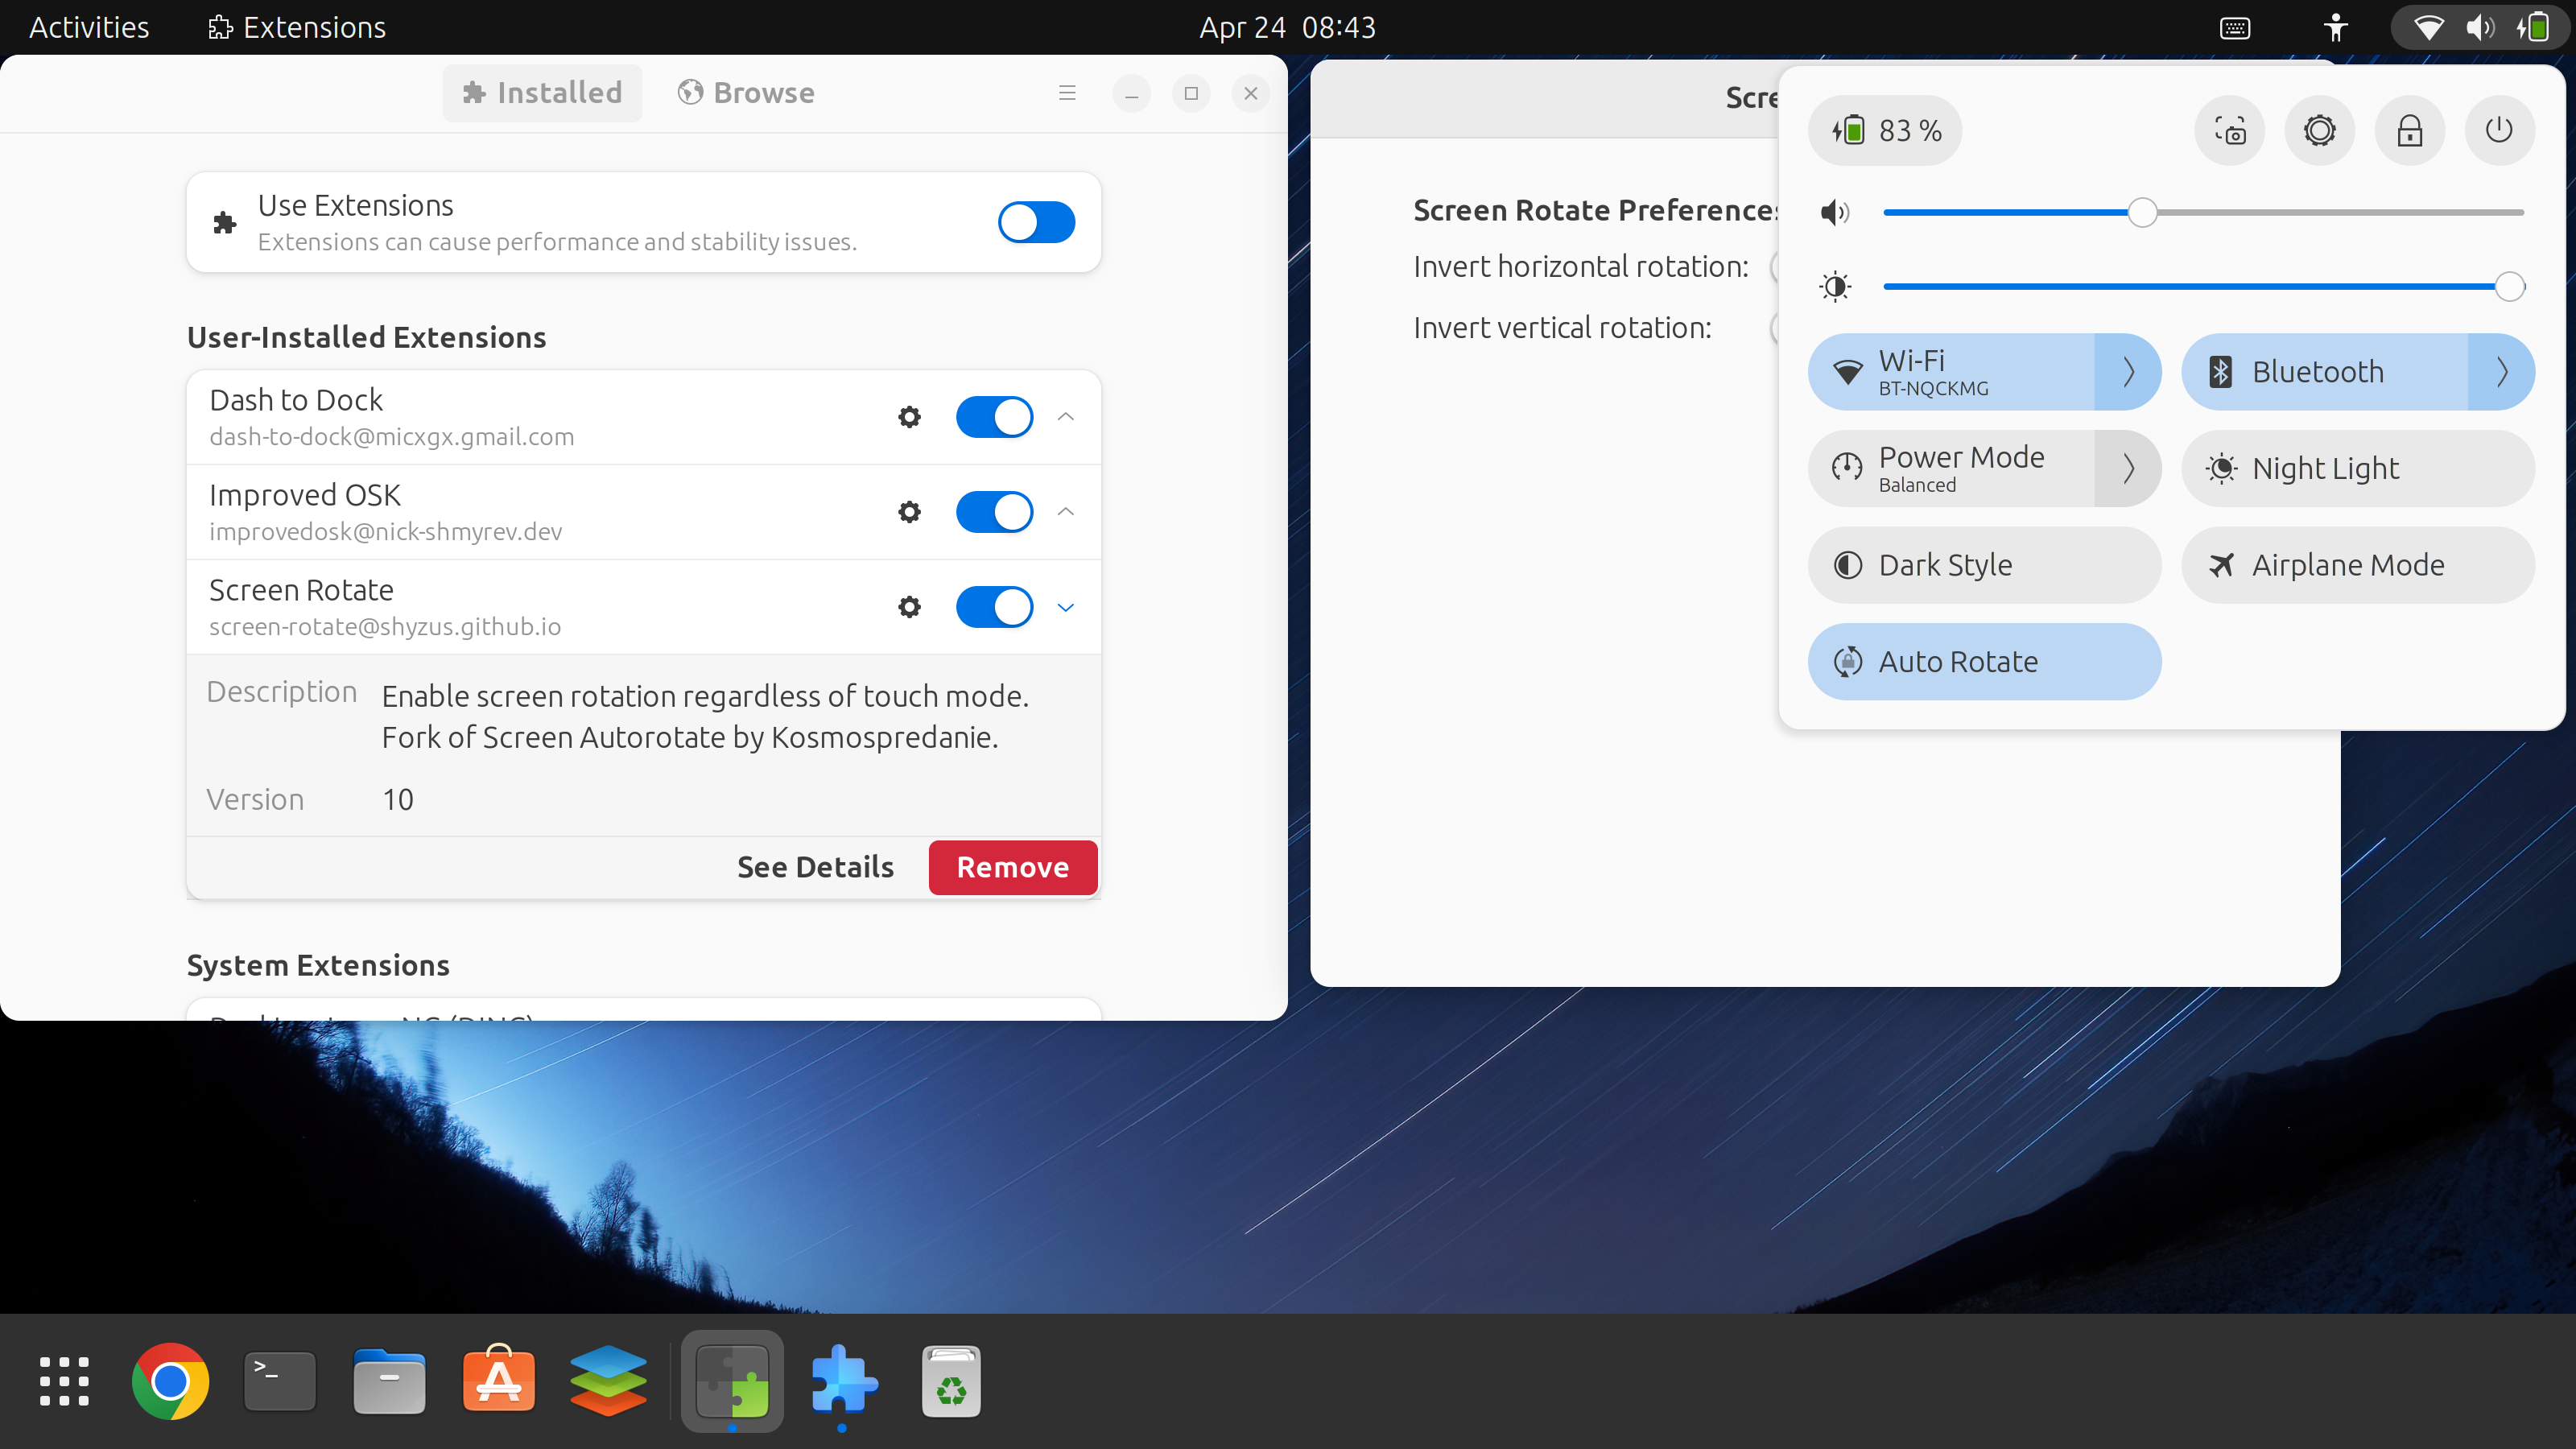 Activities
Extensions
Apr 24 08:43
Installed
Browse
Use Extensions
Extensions can cause performance and stability issues.
User-Installed Extensions
Dash to Dock
dash-to-dock@micxgx.gmail.com
Improved OSK
improvedosk@nick-shmyrev.dev
Screen Rotate
screen-rotate@shyzus.github.io
Description
Enable screen rotation regardless of touch mode.
Fork of Screen Autorotate by Kosmospredanie.
Version
10
See Details
Remove
System Extensions
Scre
Screen Rotate Preferences
Invert horizontal rotation:
Invert vertical rotation:
83 %
Wi-Fi
BT-NQCKMG
Bluetooth
Power Mode
Balanced
Night Light
Dark Style
Airplane Mode
Auto Rotate
>_